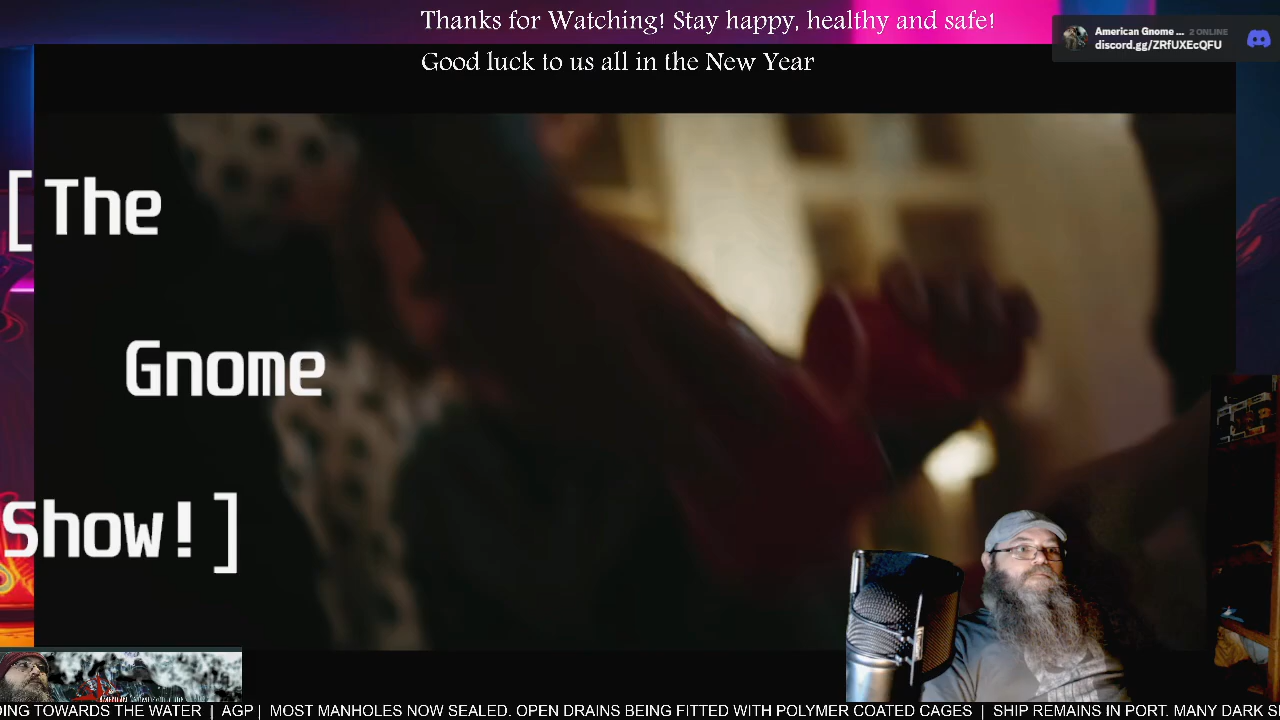 Thanks for Watching! Stay happy, healthy and safe!
Good luck to us all in the New Year
American Gnome ... 2 ONLINE
discord.gg/ZRfUXEcQFU
[The
Gnome
Show!]
DING TOWARDS THE WATER | AGP | MOST MANHOLES NOW SEALED. OPEN DRAINS BEING FITTED WITH POLYMER COATED CAGES | SHIP REMAINS IN PORT. MANY DARK S